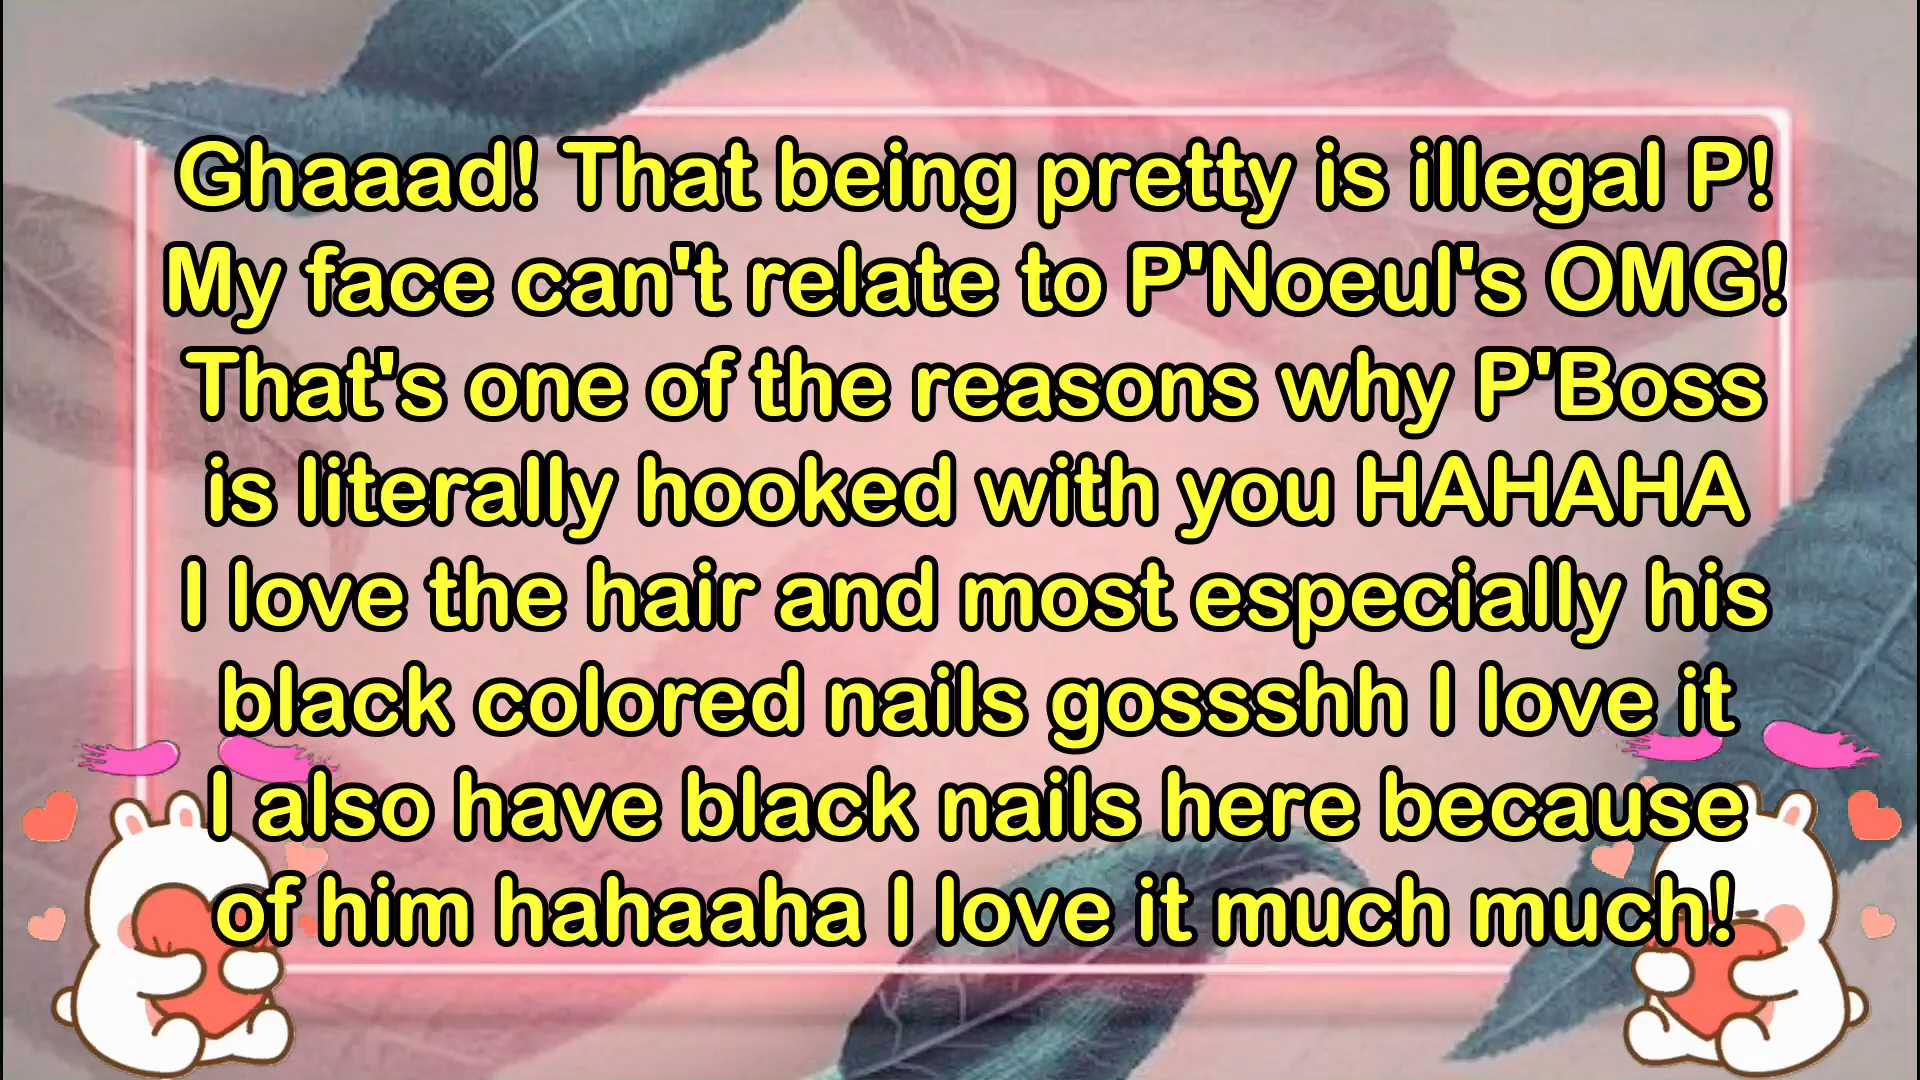 Ghaaad! That being pretty is illegal P!
My face can't relate to P'Noeul's OMG!
That's one of the reasons why P'Boss
is literally hooked with you HAHAHA
I love the hair and most especially his
black colored nails gossshh I love it
I also have black nails here because
of him hahaaha I love it much much!